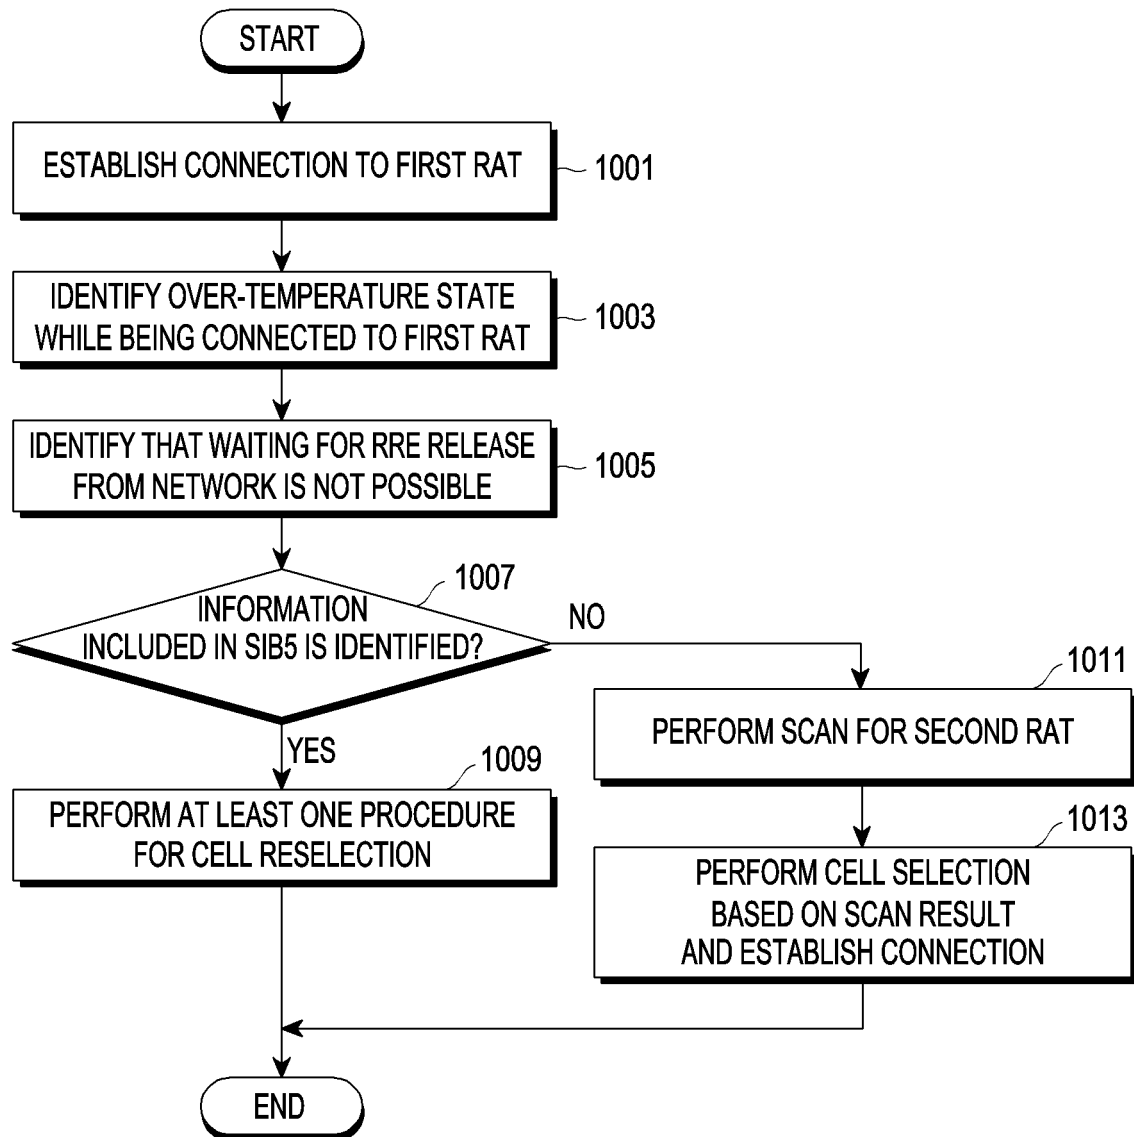 START
ESTABLISH CONNECTION TO FIRST RAT
1001
IDENTIFY OVER-TEMPERATURE STATE
WHILE BEING CONNECTED TO FIRST RAT
1003
IDENTIFY THAT WAITING FOR RRE RELEASE
FROM NETWORK IS NOT POSSIBLE
1005
1007
INFORMATION
INCLUDED IN SIB5 IS IDENTIFIED?
NO
YES
1009
PERFORM AT LEAST ONE PROCEDURE
FOR CELL RESELECTION
1011
PERFORM SCAN FOR SECOND RAT
1013
PERFORM CELL SELECTION
BASED ON SCAN RESULT
AND ESTABLISH CONNECTION
END